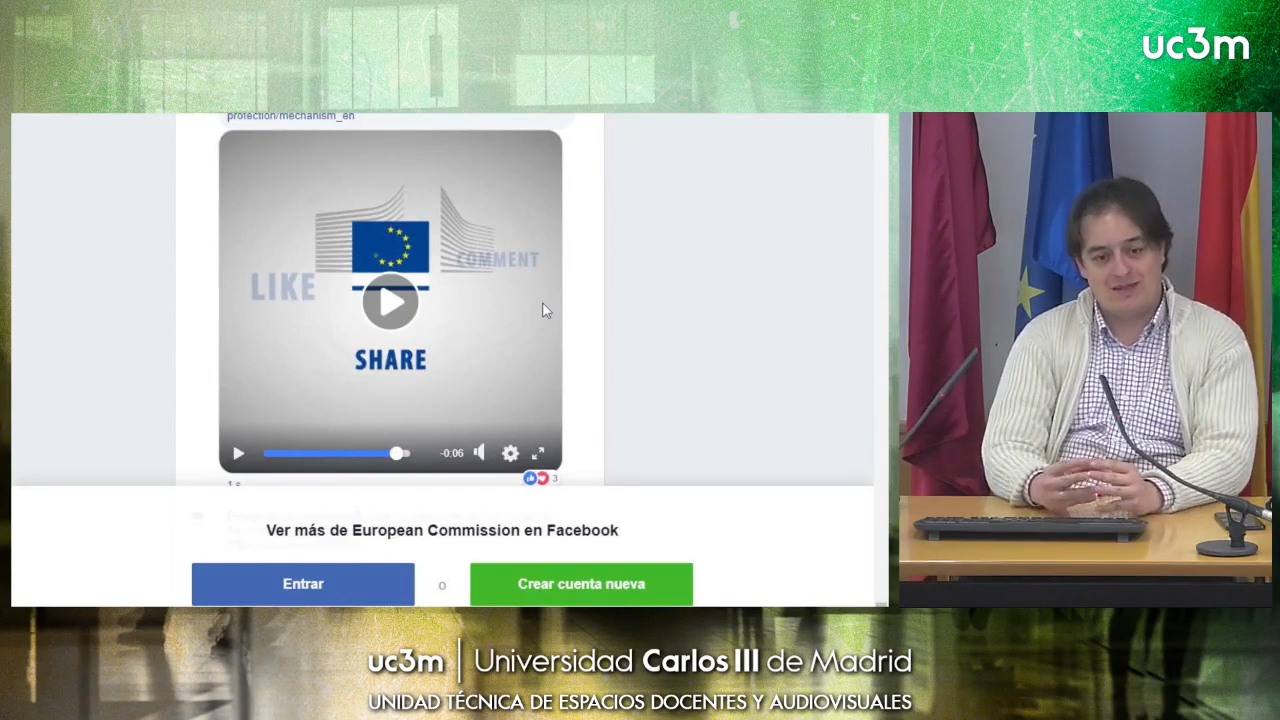 uc3m
protection/mechanism_en
LIKE
COMMENT
SHARE
-0:06
3
1 s
Ver más de European Commission en Facebook
Entrar
o
Crear cuenta nueva
uc3m | Universidad Carlos III de Madrid
UNIDAD TÉCNICA DE ESPACIOS DOCENTES Y AUDIOVISUALES